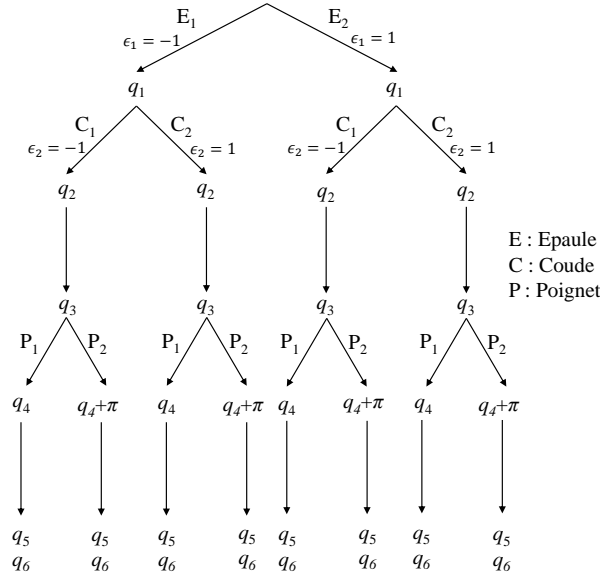 E₁ E₂
ϵ₁ = −1 ϵ₁ = 1
q₁ q₁
C₁ C₂ C₁ C₂
ϵ₂ = −1 ϵ₂ = 1 ϵ₂ = −1 ϵ₂ = 1
q₂ q₂ q₂ q₂
E : Epaule
C : Coude
P : Poignet
q₃ q₃ q₃ q₃
P₁ P₂ P₁ P₂ P₁ P₂ P₁ P₂
q₄ q₄+π q₄ q₄+π q₄ q₄+π q₄ q₄+π
q₅ q₅ q₅ q₅ q₅ q₅ q₅ q₅
q₆ q₆ q₆ q₆ q₆ q₆ q₆ q₆